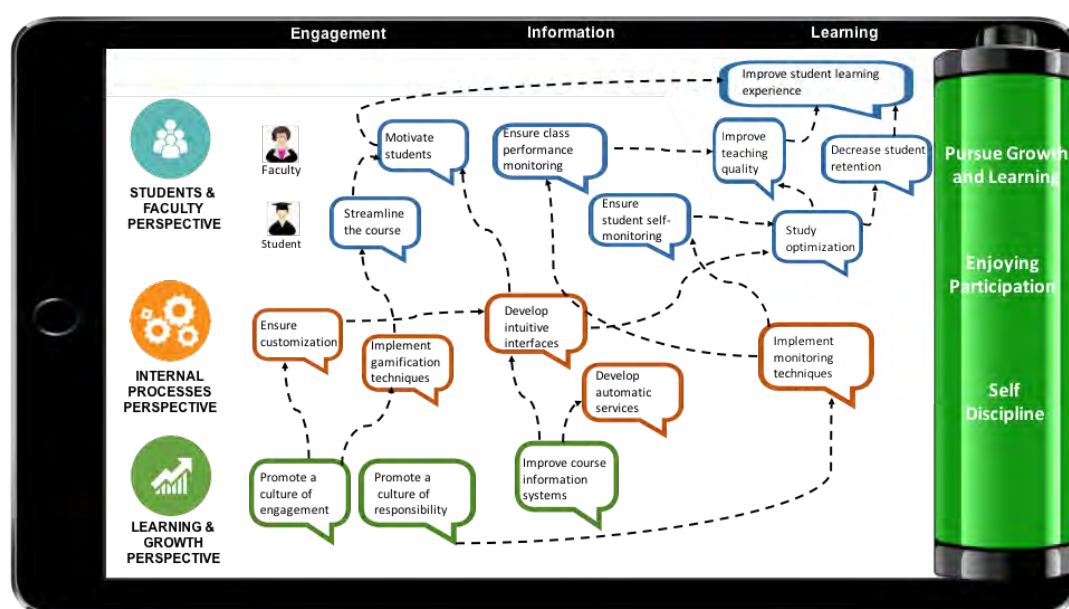 Engagement
Information
Learning
Improve student learning
experience
Motivate
students
Ensure class
performance
monitoring
Improve
teaching
quality
Decrease student
retention
Faculty
STUDENTS &
FACULTY
PERSPECTIVE
Student
Streamline
the course
Ensure
student self-
monitoring
Study
optimization
Pursue Growth
and Learning
Enjoying
Participation
Self
Discipline
INTERNAL
PROCESSES
PERSPECTIVE
Ensure
customization
Implement
gamification
techniques
Develop
intuitive
interfaces
Develop
automatic
services
Implement
monitoring
techniques
LEARNING &
GROWTH
PERSPECTIVE
Promote a
culture of
engagement
Promote a
culture of
responsibility
Improve course
information
systems